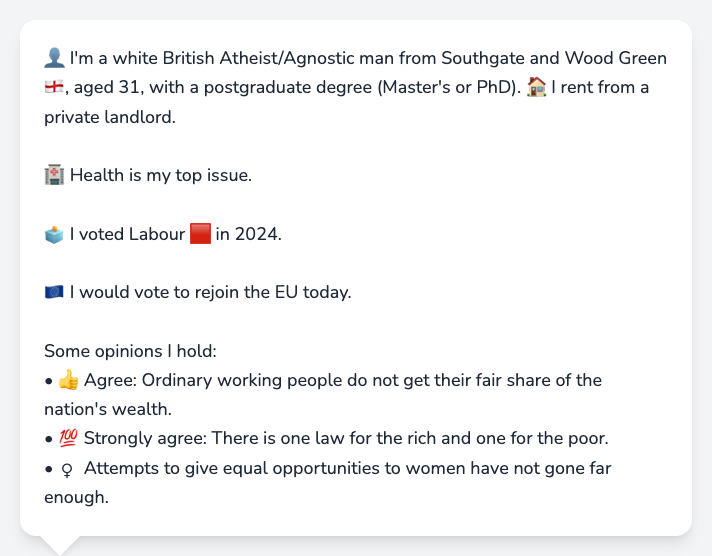 👤 I'm a white British Atheist/Agnostic man from Southgate and Wood Green
🏴󠁧󠁢󠁥󠁮󠁧󠁿, aged 31, with a postgraduate degree (Master's or PhD). 🏠 I rent from a
private landlord.
🏥 Health is my top issue.
🗳️ I voted Labour 🟥 in 2024.
🇪🇺 I would vote to rejoin the EU today.
Some opinions I hold:
• 👍 Agree: Ordinary working people do not get their fair share of the
nation's wealth.
• 💯 Strongly agree: There is one law for the rich and one for the poor.
• ♀ Attempts to give equal opportunities to women have not gone far
enough.